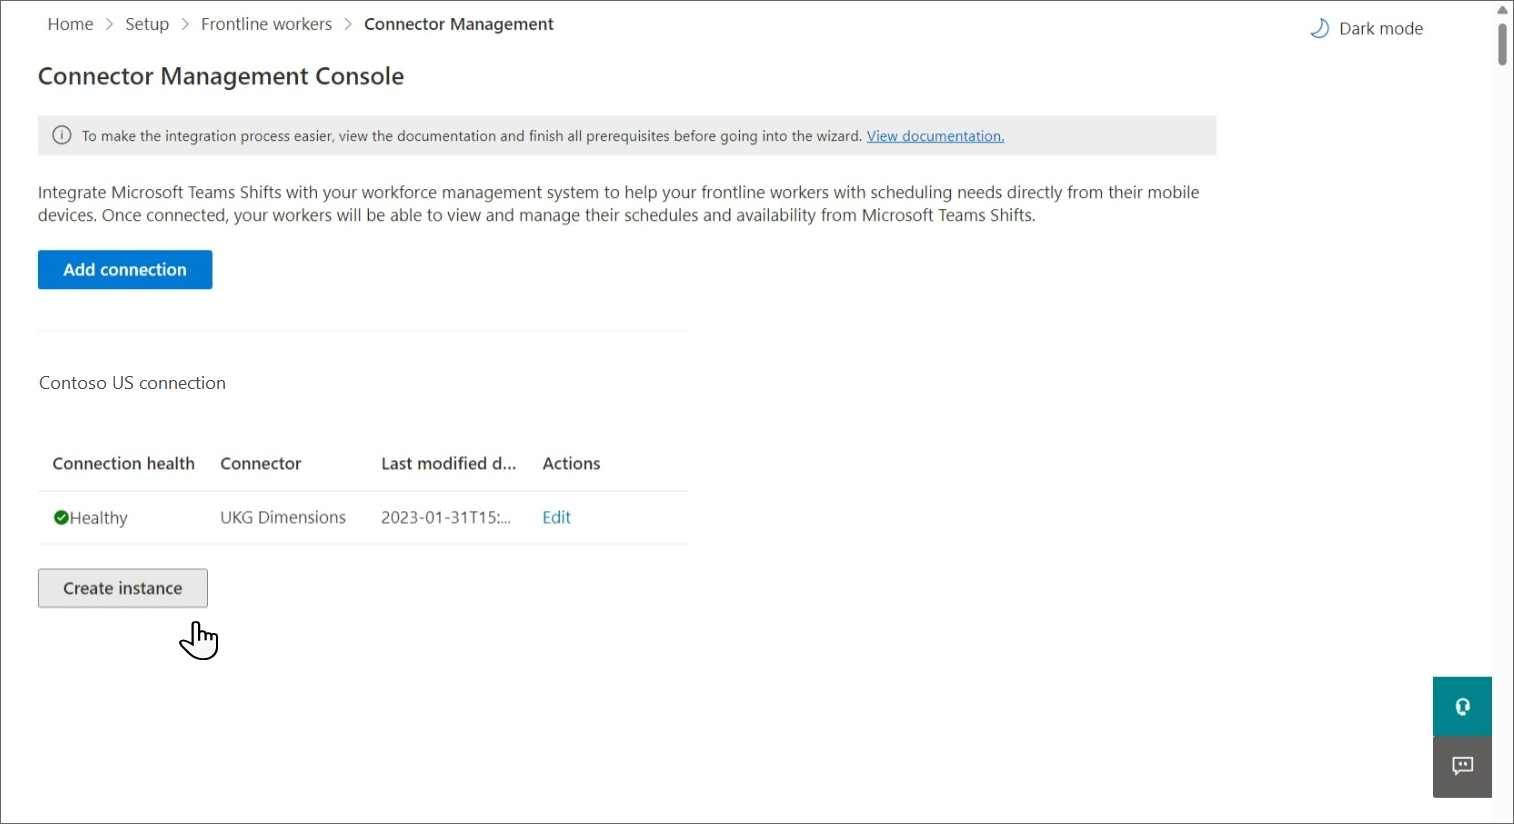 Home > Setup > Frontline workers > Connector Management
Dark mode
Connector Management Console
To make the integration process easier, view the documentation and finish all prerequisites before going into the wizard. View documentation.
Integrate Microsoft Teams Shifts with your workforce management system to help your frontline workers with scheduling needs directly from their mobile
devices. Once connected, your workers will be able to view and manage their schedules and availability from Microsoft Teams Shifts.
Add connection
Contoso US connection
Connection health Connector Last modified d... Actions
Healthy UKG Dimensions 2023-01-31T15:... Edit
Create instance